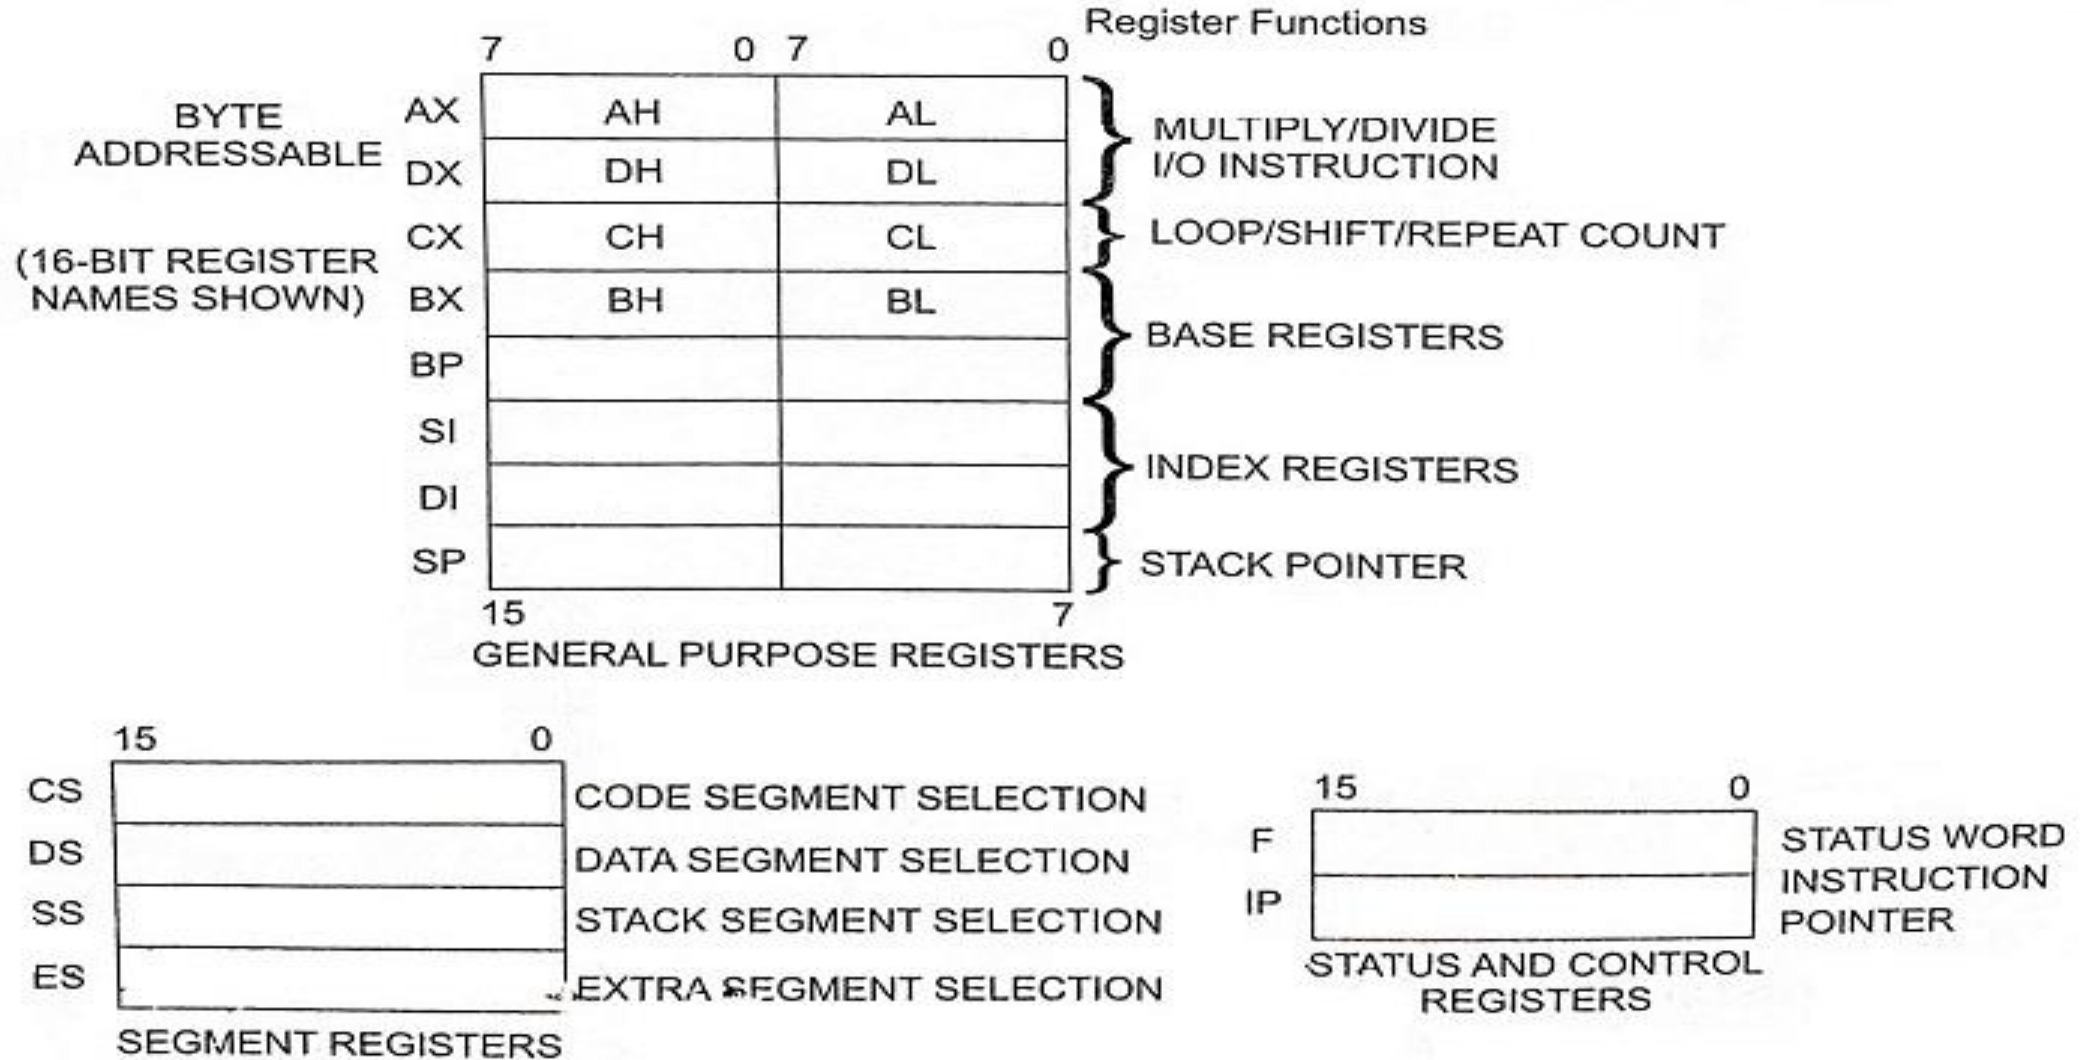 Register Functions
7 0 7 0
BYTE
ADDRESSABLE
(16-BIT REGISTER
NAMES SHOWN)
AX AH AL
DX DH DL
CX CH CL
BX BH BL
BP
SI
DI
SP
MULTIPLY/DIVIDE
I/O INSTRUCTION
LOOP/SHIFT/REPEAT COUNT
BASE REGISTERS
INDEX REGISTERS
STACK POINTER
15 7
GENERAL PURPOSE REGISTERS
15 0
CS CODE SEGMENT SELECTION
DS DATA SEGMENT SELECTION
SS STACK SEGMENT SELECTION
ES EXTRA SEGMENT SELECTION
SEGMENT REGISTERS
15 0
F
IP
STATUS WORD
INSTRUCTION
POINTER
STATUS AND CONTROL
REGISTERS